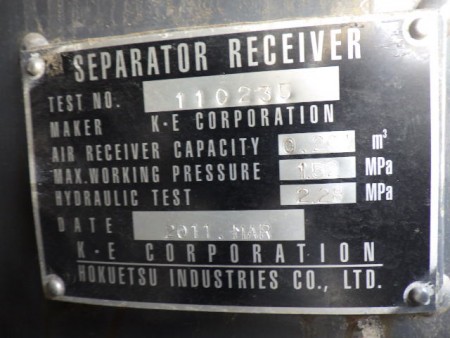 SEPARATOR RECEIVER
TEST NO. 
MAKER K·E CORPORATION
AIR RECEIVER CAPACITY m³
MAX. WORKING PRESSURE MPa
HYDRAULIC TEST MPa
DATE 2011.MAR
K·E CORPORATION
HOKUETSU INDUSTRIES CO., LTD.